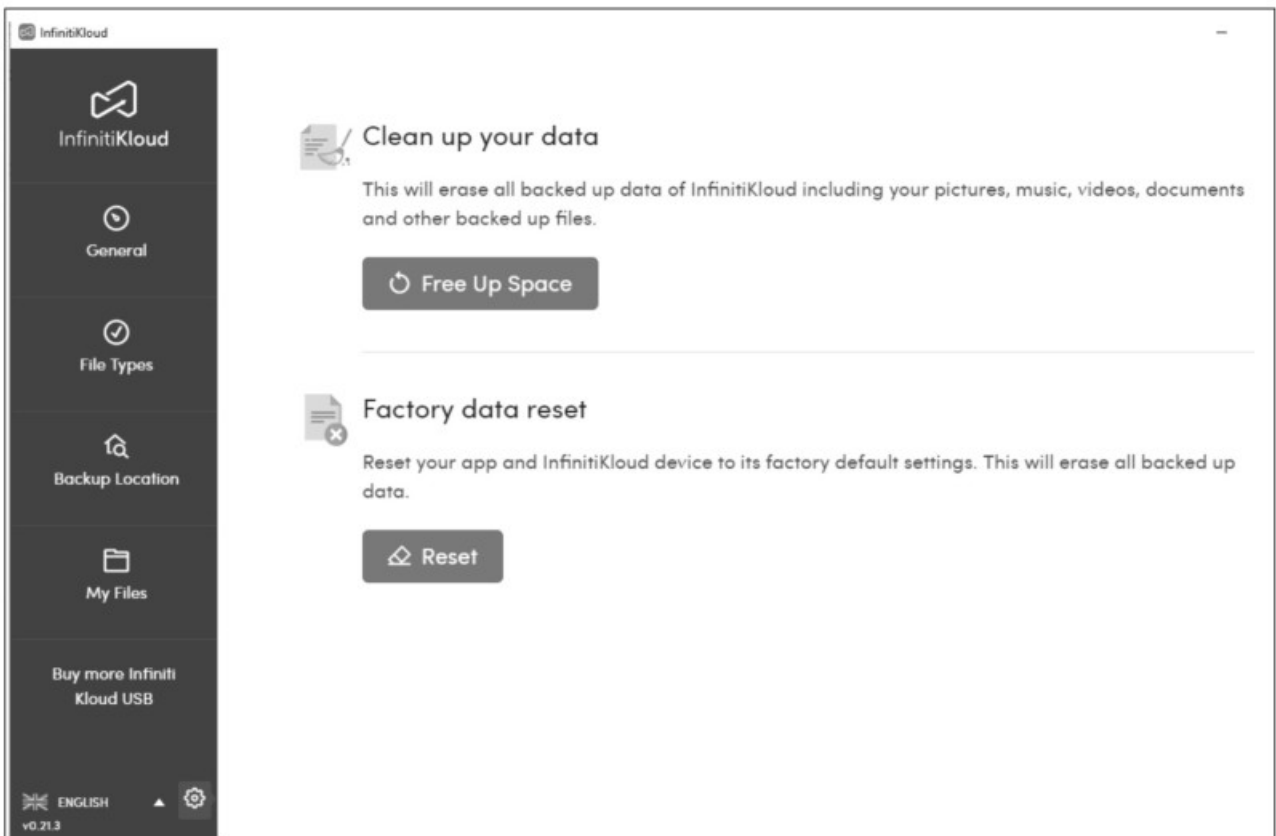 InfinitiKloud
InfinitiKloud
General
File Types
Backup Location
My Files
Buy more Infiniti
Kloud USB
ENGLISH
v0.21.3
Clean up your data
This will erase all backed up data of InfinitiKloud including your pictures, music, videos, documents
and other backed up files.
Free Up Space
Factory data reset
Reset your app and InfinitiKloud device to its factory default settings. This will erase all backed up
data.
Reset